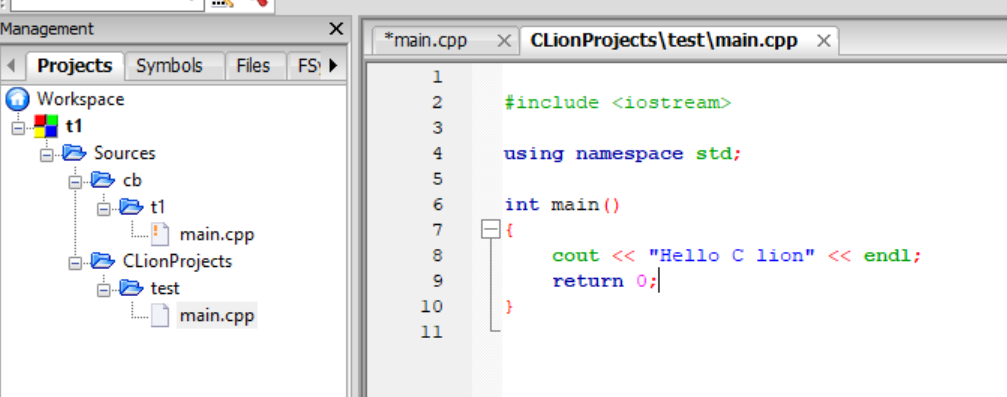 Management
Projects Symbols Files FSy
Workspace
t1
Sources
cb
t1
main.cpp
CLionProjects
test
main.cpp
*main.cpp CLionProjects\test\main.cpp
1
2 #include <iostream>
3
4 using namespace std;
5
6 int main()
7 {
8 cout << "Hello C lion" << endl;
9 return 0;
10 }
11